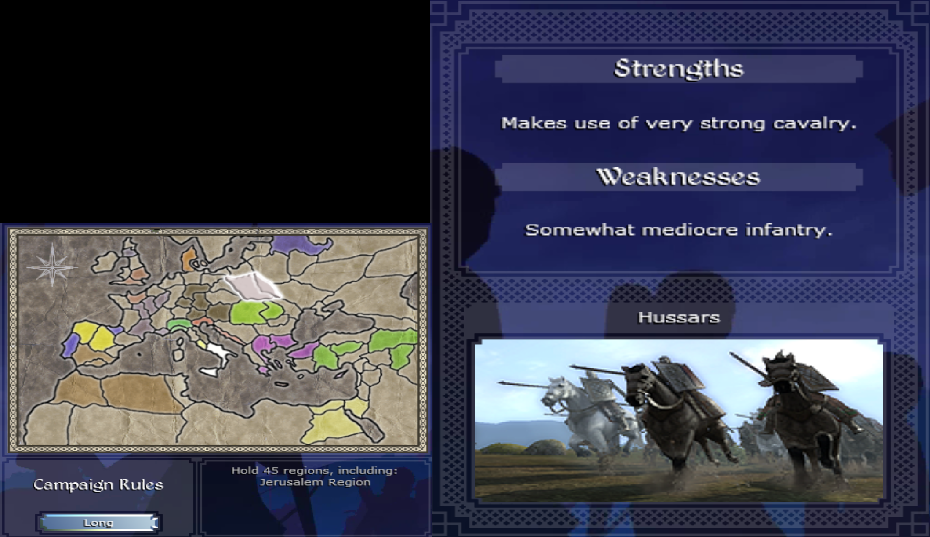 Strengths
Makes use of very strong cavalry.
Weaknesses
Somewhat mediocre infantry.
Hussars
Campaign Rules
Long
Hold 45 regions, including:
Jerusalem Region